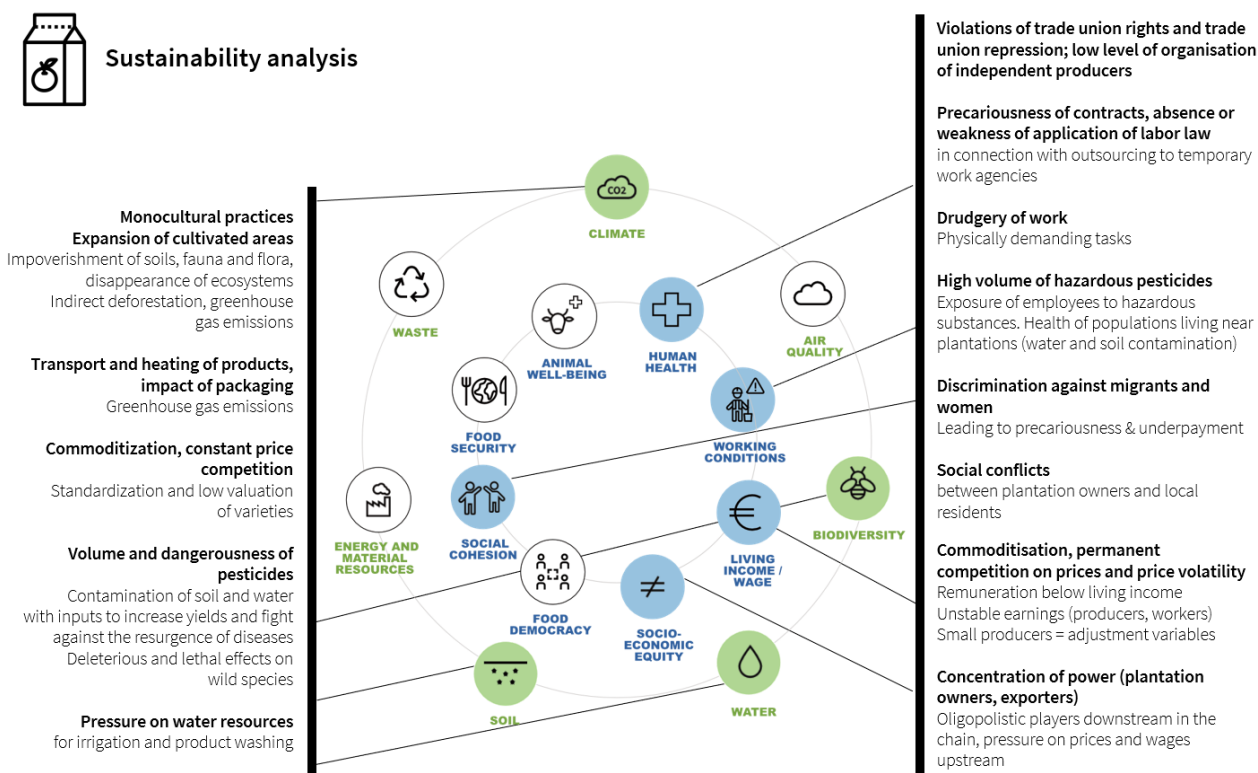 Sustainability analysis
Monocultural practices
Expansion of cultivated areas
Impoverishment of soils, fauna and flora,
disappearance of ecosystems
Indirect deforestation, greenhouse
gas emissions
Transport and heating of products,
impact of packaging
Greenhouse gas emissions
Commoditization, constant price
competition
Standardization and low valuation
of varieties
Volume and dangerousness of
pesticides
Contamination of soil and water
with inputs to increase yields and fight
against the resurgence of diseases
Deleterious and lethal effects on
wild species
Pressure on water resources
for irrigation and product washing
CO2
CLIMATE
WASTE
AIR
QUALITY
ANIMAL
WELL-BEING
HUMAN
HEALTH
FOOD
SECURITY
WORKING
CONDITIONS
ENERGY AND
MATERIAL
RESOURCES
SOCIAL
COHESION
LIVING
INCOME /
WAGE
BIODIVERSITY
FOOD
DEMOCRACY
SOCIO-
ECONOMIC
EQUITY
SOIL
WATER
Violations of trade union rights and trade
union repression; low level of organisation
of independent producers
Precariousness of contracts, absence or
weakness of application of labor law
in connection with outsourcing to temporary
work agencies
Drudgery of work
Physically demanding tasks
High volume of hazardous pesticides
Exposure of employees to hazardous
substances. Health of populations living near
plantations (water and soil contamination)
Discrimination against migrants and
women
Leading to precariousness & underpayment
Social conflicts
between plantation owners and local
residents
Commoditisation, permanent
competition on prices and price volatility
Remuneration below living income
Unstable earnings (producers, workers)
Small producers = adjustment variables
Concentration of power (plantation
owners, exporters)
Oligopolistic players downstream in the
chain, pressure on prices and wages
upstream